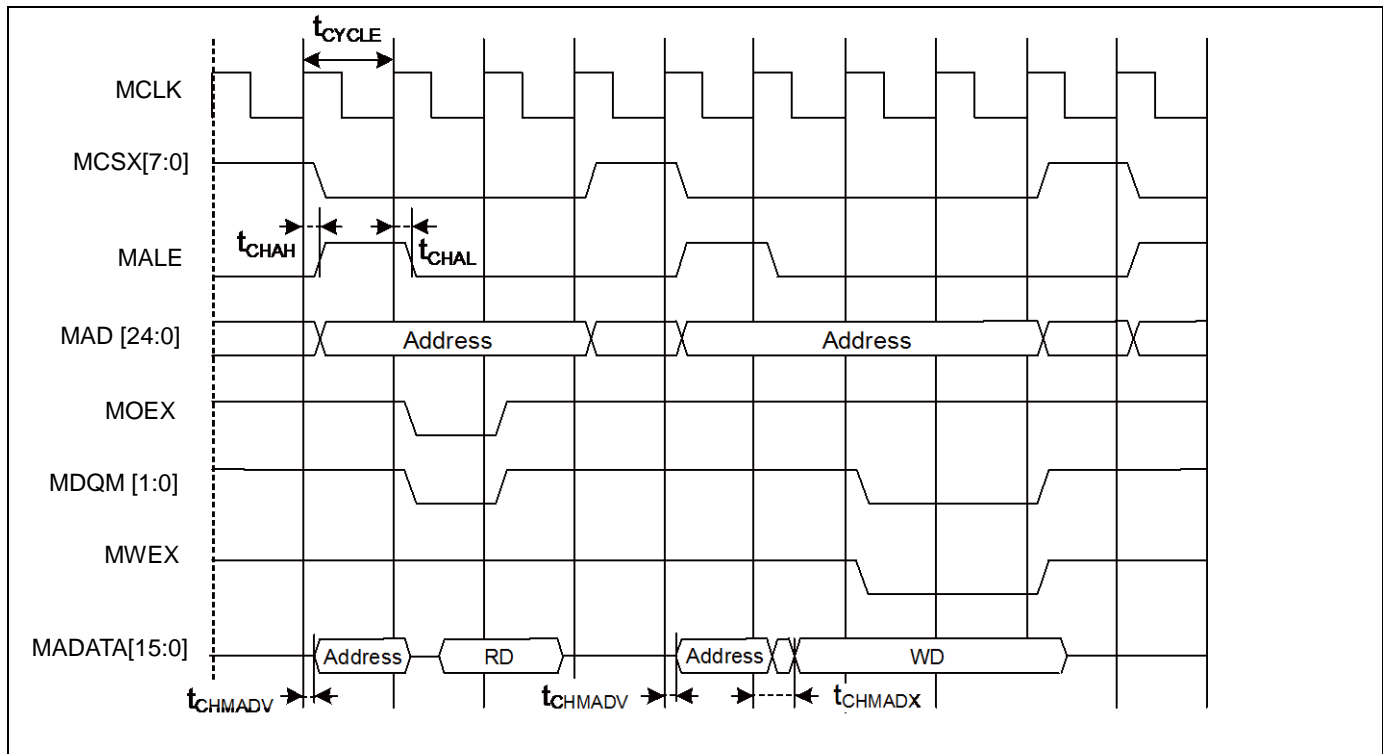 tCYCLE
MCLK
MCSX[7:0]
tCHAH
tCHAL
MALE
MAD [24:0]
Address
Address
MOEX
MDQM [1:0]
MWEX
MADATA[15:0]
Address
RD
Address
WD
tCHMADV
tCHMADV
tCHMADX